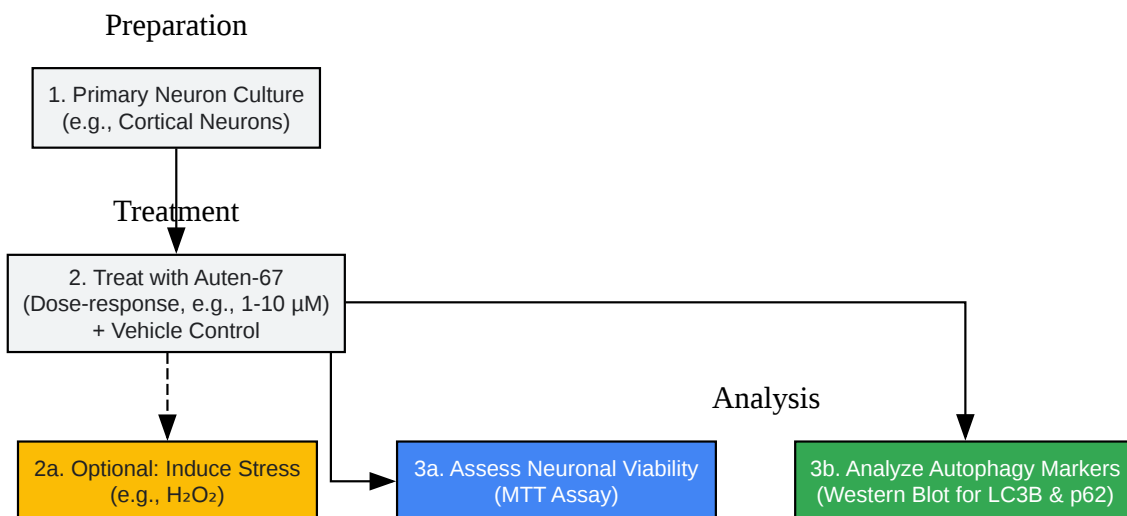 Preparation
1. Primary Neuron Culture
(e.g., Cortical Neurons)
Treatment
2. Treat with Auten-67
(Dose-response, e.g., 1-10 µM)
+ Vehicle Control
Analysis
2a. Optional: Induce Stress
(e.g., H₂O₂)
3a. Assess Neuronal Viability
(MTT Assay)
3b. Analyze Autophagy Markers
(Western Blot for LC3B & p62)